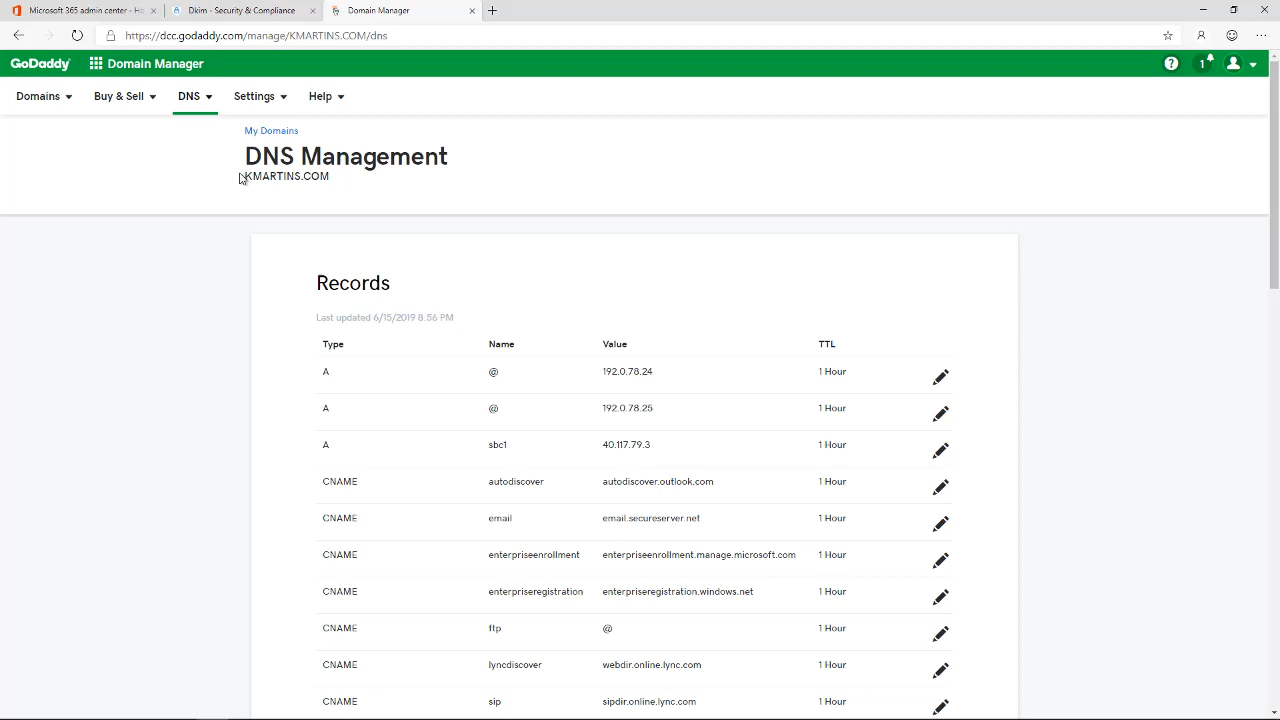 Microsoft 365 admin center - Ho
Dkim - Security & Compliance
Domain Manager
https://dcc.godaddy.com/manage/KMARTINS.COM/dns
GoDaddy
Domain Manager
1
Domains
Buy & Sell
DNS
Settings
Help
My Domains
DNS Management
KMARTINS.COM
Records
Last updated 6/15/2019 8:56 PM
Type Name Value TTL
A @ 192.0.78.24 1 Hour
A @ 192.0.78.25 1 Hour
A sbc1 40.117.79.3 1 Hour
CNAME autodiscover autodiscover.outlook.com 1 Hour
CNAME email email.secureserver.net 1 Hour
CNAME enterpriseenrollment enterpriseenrollment.manage.microsoft.com 1 Hour
CNAME enterpriseregistration enterpriseregistration.windows.net 1 Hour
CNAME ftp @ 1 Hour
CNAME lyncdiscover webdir.online.lync.com 1 Hour
CNAME sip sipdir.online.lync.com 1 Hour